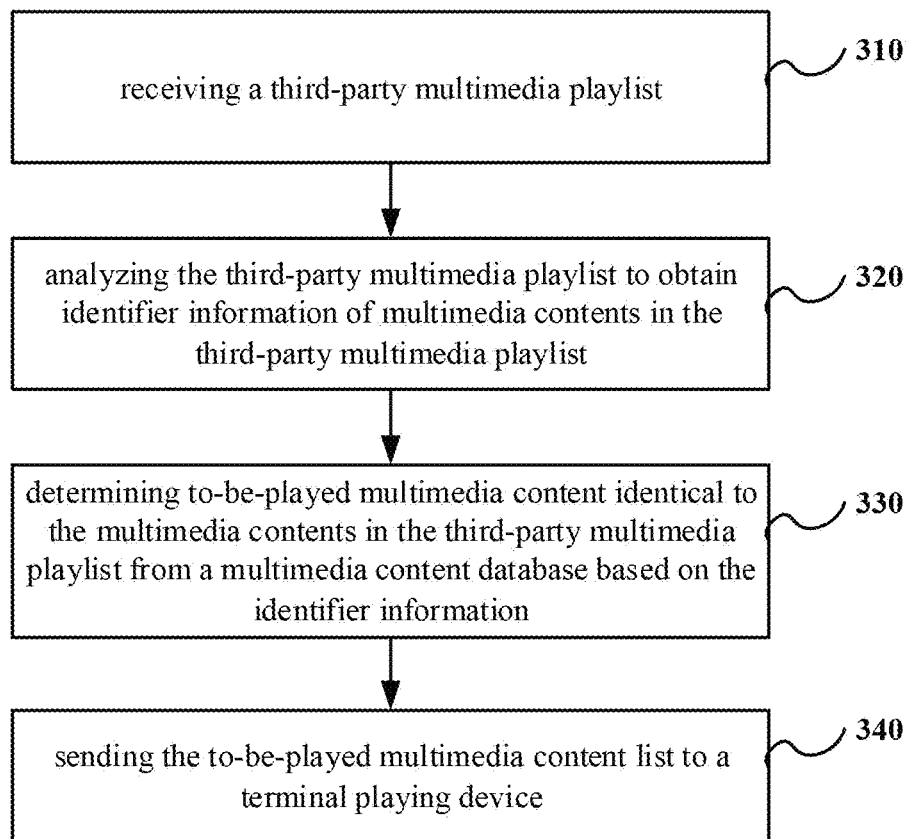 receiving a third-party multimedia playlist
310
analyzing the third-party multimedia playlist to obtain
identifier information of multimedia contents in the
third-party multimedia playlist
320
determining to-be-played multimedia content identical to
the multimedia contents in the third-party multimedia
playlist from a multimedia content database based on the
identifier information
330
sending the to-be-played multimedia content list to a
terminal playing device
340